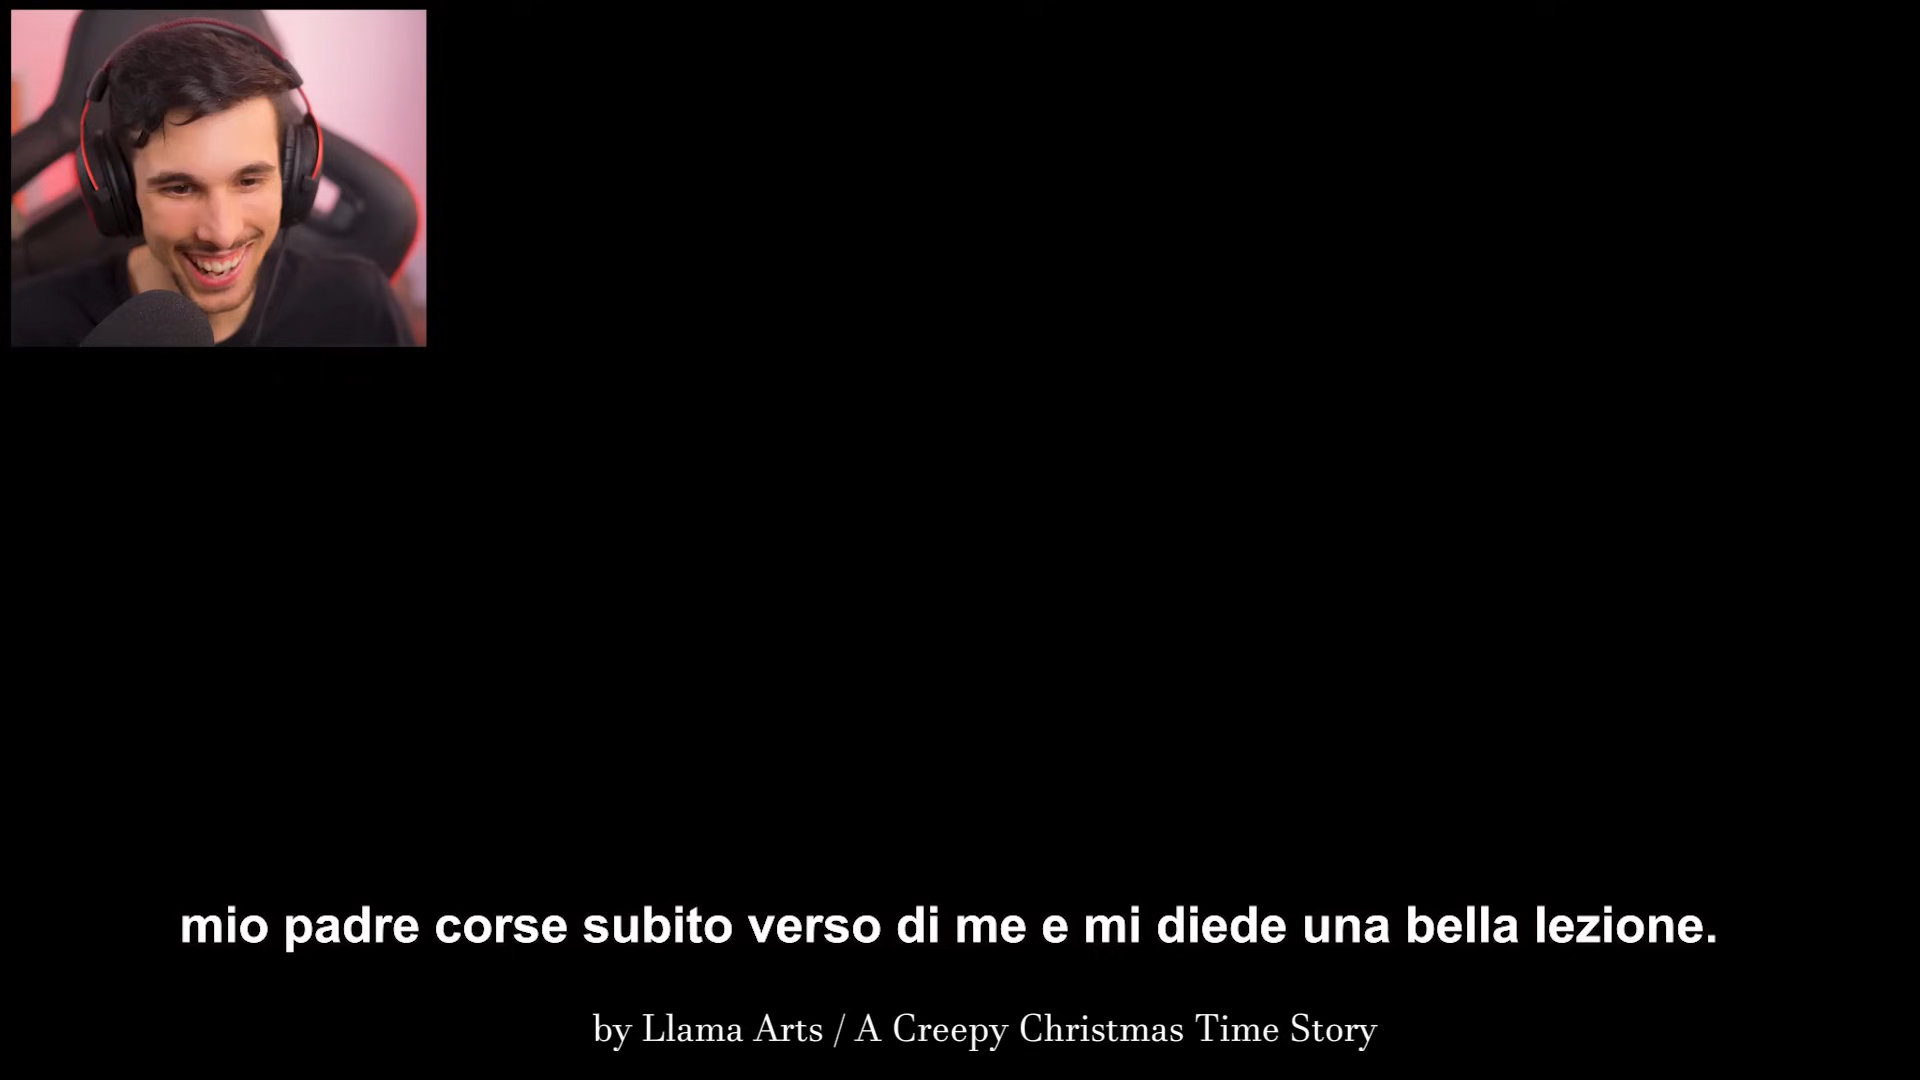 mio padre corse subito verso di me e mi diede una bella lezione.
by Llama Arts / A Creepy Christmas Time Story